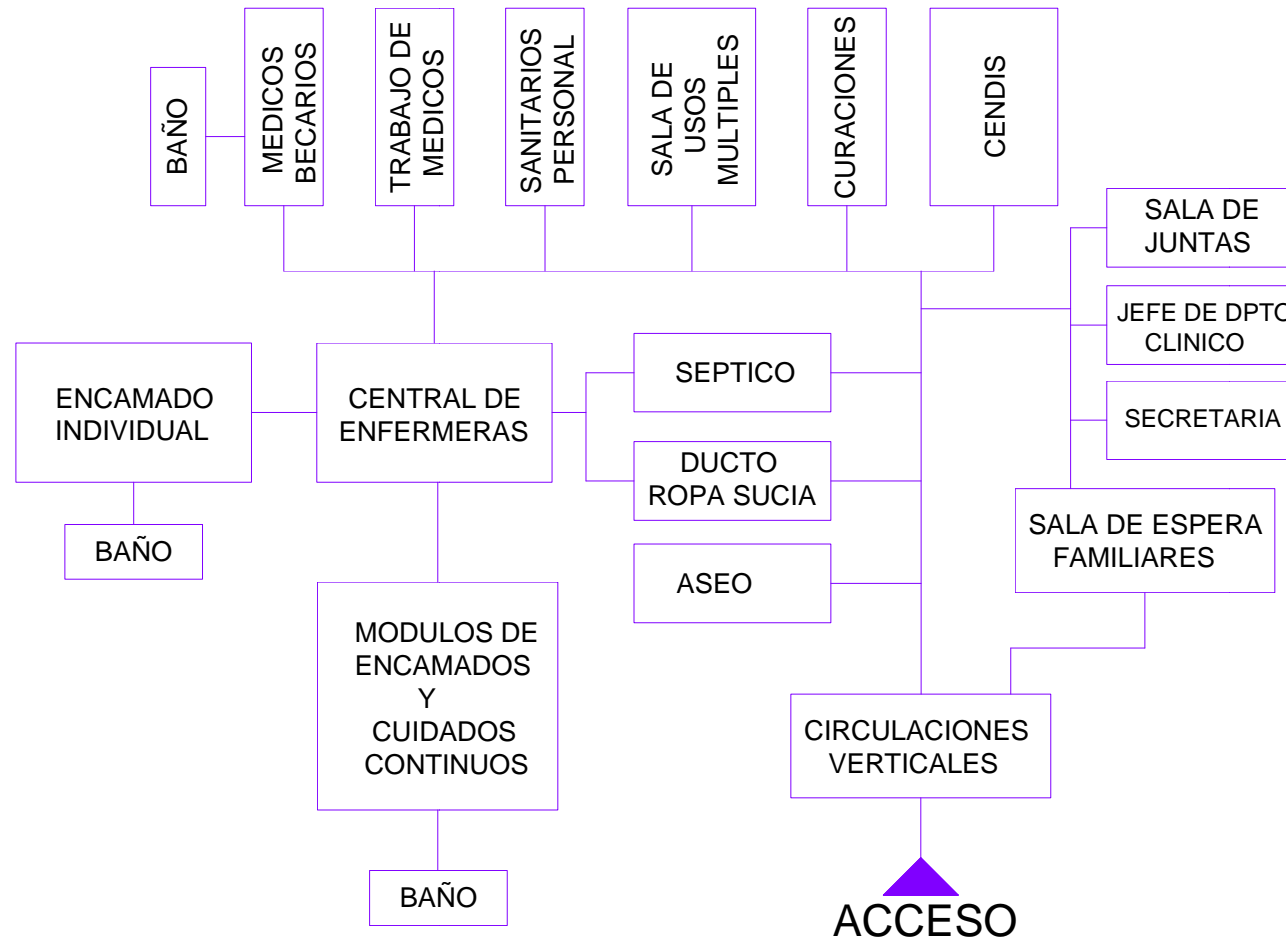 BAÑO
MEDICOS
BECARIOS
TRABAJO DE
MEDICOS
SANITARIOS
PERSONAL
SALA DE
USOS
MULTIPLES
CURACIONES
CENDIS
SALA DE
JUNTAS
JEFE DE DPTO
CLINICO
SECRETARIA
ENCAMADO
INDIVIDUAL
CENTRAL DE
ENFERMERAS
SEPTICO
DUCTO
ROPA SUCIA
ASEO
BAÑO
SALA DE ESPERA
FAMILIARES
MODULOS DE
ENCAMADOS
Y
CUIDADOS
CONTINUOS
CIRCULACIONES
VERTICALES
BAÑO
ACCESO